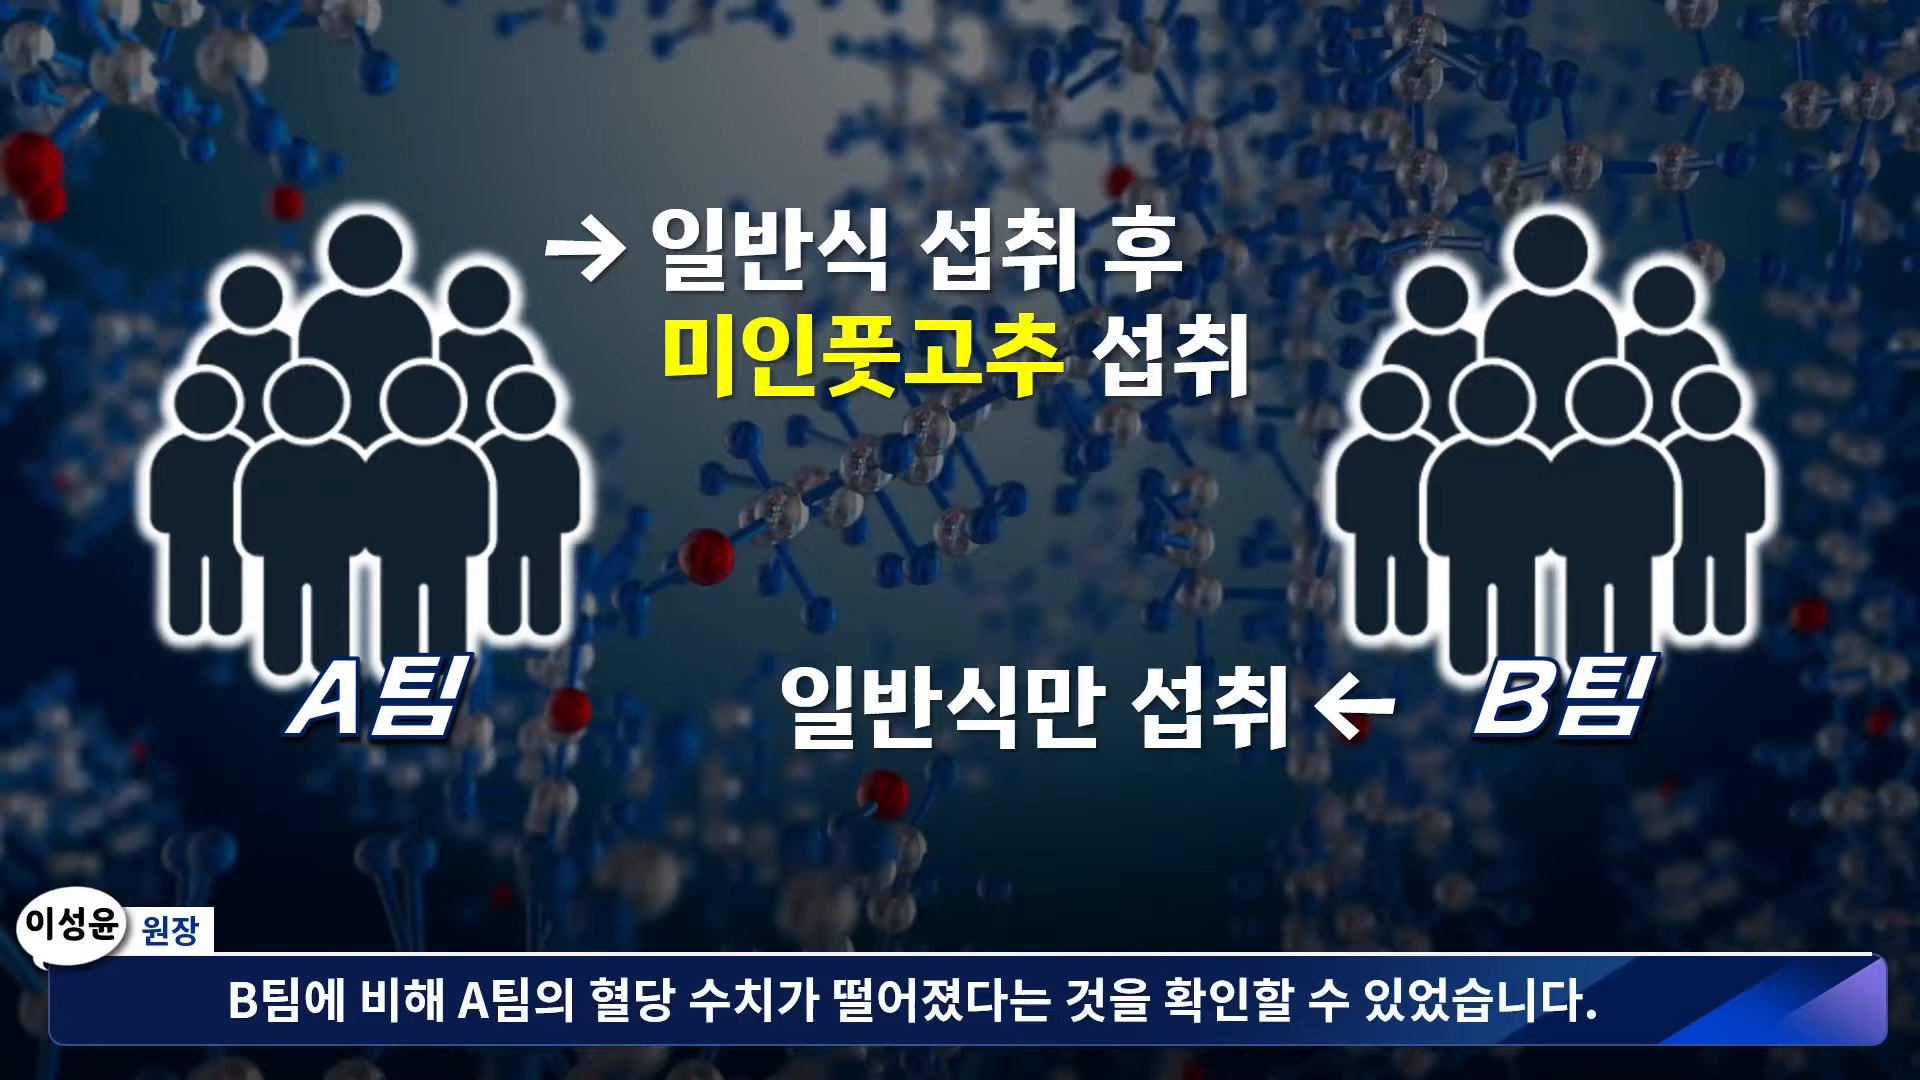 → 일반식 섭취 후
미인풋고추 섭취
A팀
일반식만 섭취 ←
B팀
이성윤 원장
B팀에 비해 A팀의 혈당 수치가 떨어졌다는 것을 확인할 수 있었습니다.